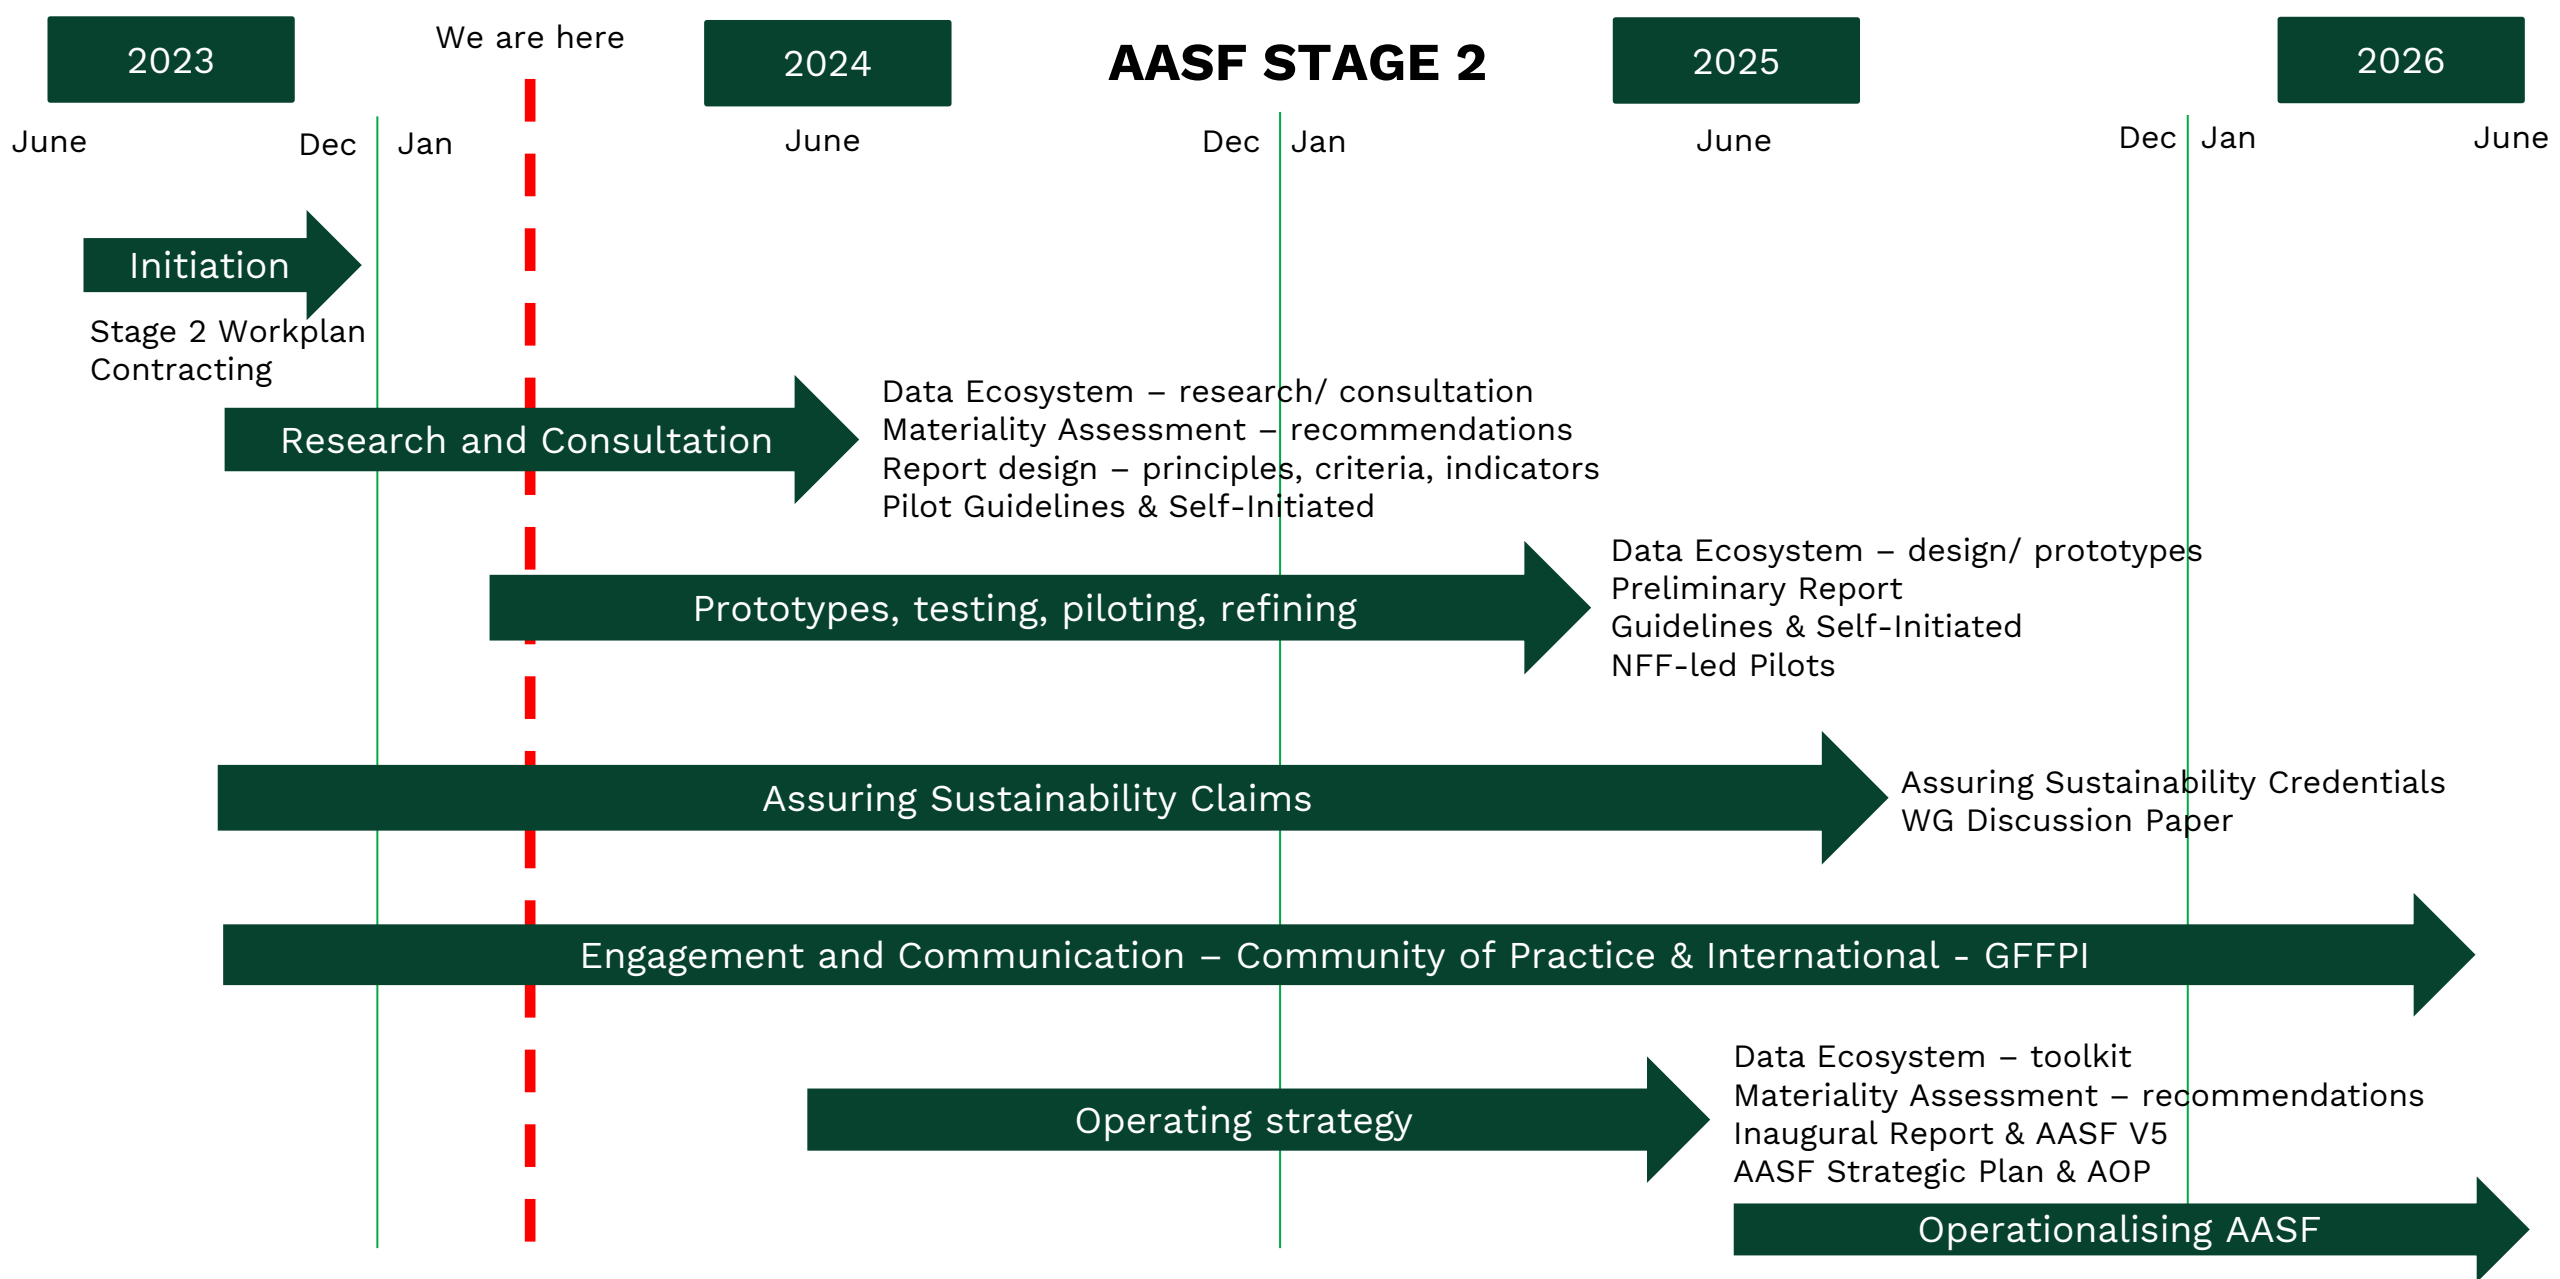 2023
We are here
2024
AASF STAGE 2
2025
2026
June
Dec
Jan
June
Dec
Jan
June
Dec
Jan
June
Initiation
Stage 2 Workplan
Contracting
Research and Consultation
Data Ecosystem – research/ consultation
Materiality Assessment – recommendations
Report design – principles, criteria, indicators
Pilot Guidelines & Self-Initiated
Prototypes, testing, piloting, refining
Data Ecosystem – design/ prototypes
Preliminary Report
Guidelines & Self-Initiated
NFF-led Pilots
Assuring Sustainability Claims
Assuring Sustainability Credentials
WG Discussion Paper
Engagement and Communication – Community of Practice & International - GFFPI
Operating strategy
Data Ecosystem – toolkit
Materiality Assessment – recommendations
Inaugural Report & AASF V5
AASF Strategic Plan & AOP
Operationalising AASF